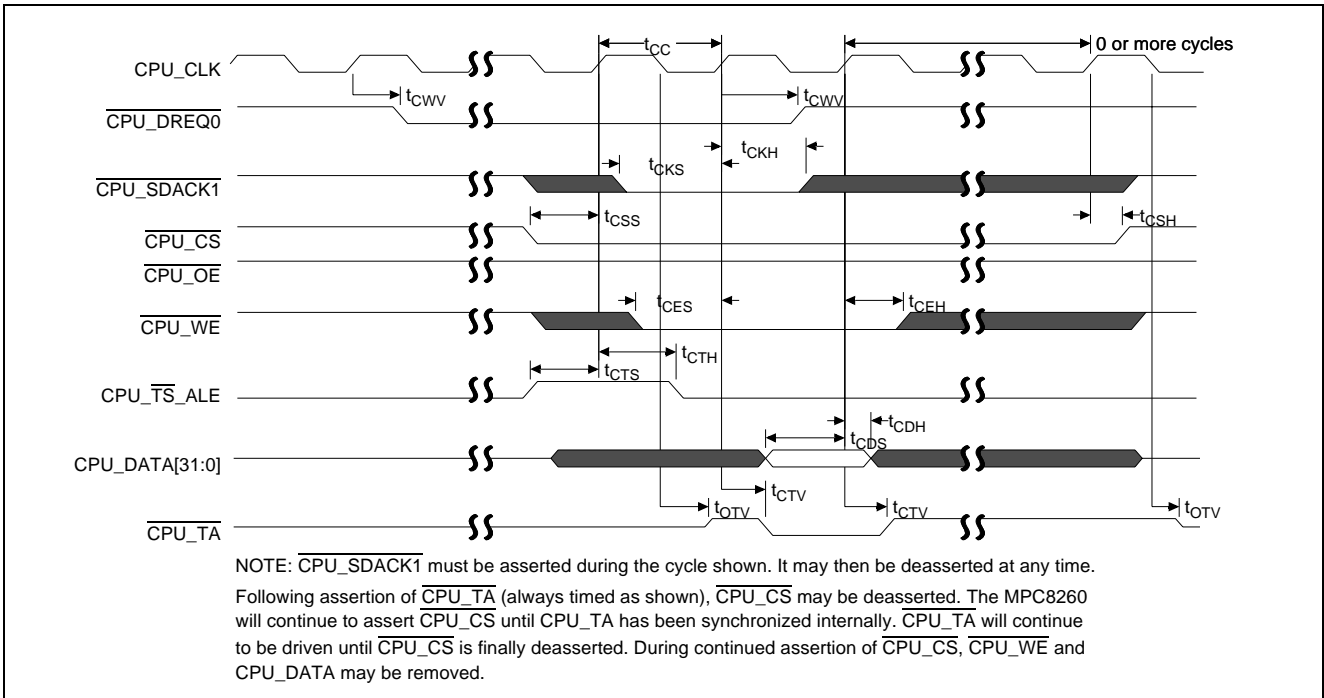 tCC
0 or more cycles
CPU_CLK
tCWV
tCWV
CPU_DREQ0
tCKH
tCKS
CPU_SDACK1
tCSS
tCSH
CPU_CS
CPU_OE
tCES
tCEH
CPU_WE
tCTH
tCTS
CPU_TS_ALE
tCDH
tCDS
CPU_DATA[31:0]
tCTV
tOTV
tCTV
tOTV
CPU_TA
NOTE: CPU_SDACK1 must be asserted during the cycle shown. It may then be deasserted at any time.
Following assertion of CPU_TA (always timed as shown), CPU_CS may be deasserted. The MPC8260
will continue to assert CPU_CS until CPU_TA has been synchronized internally. CPU_TA will continue
to be driven until CPU_CS is finally deasserted. During continued assertion of CPU_CS, CPU_WE and
CPU_DATA may be removed.